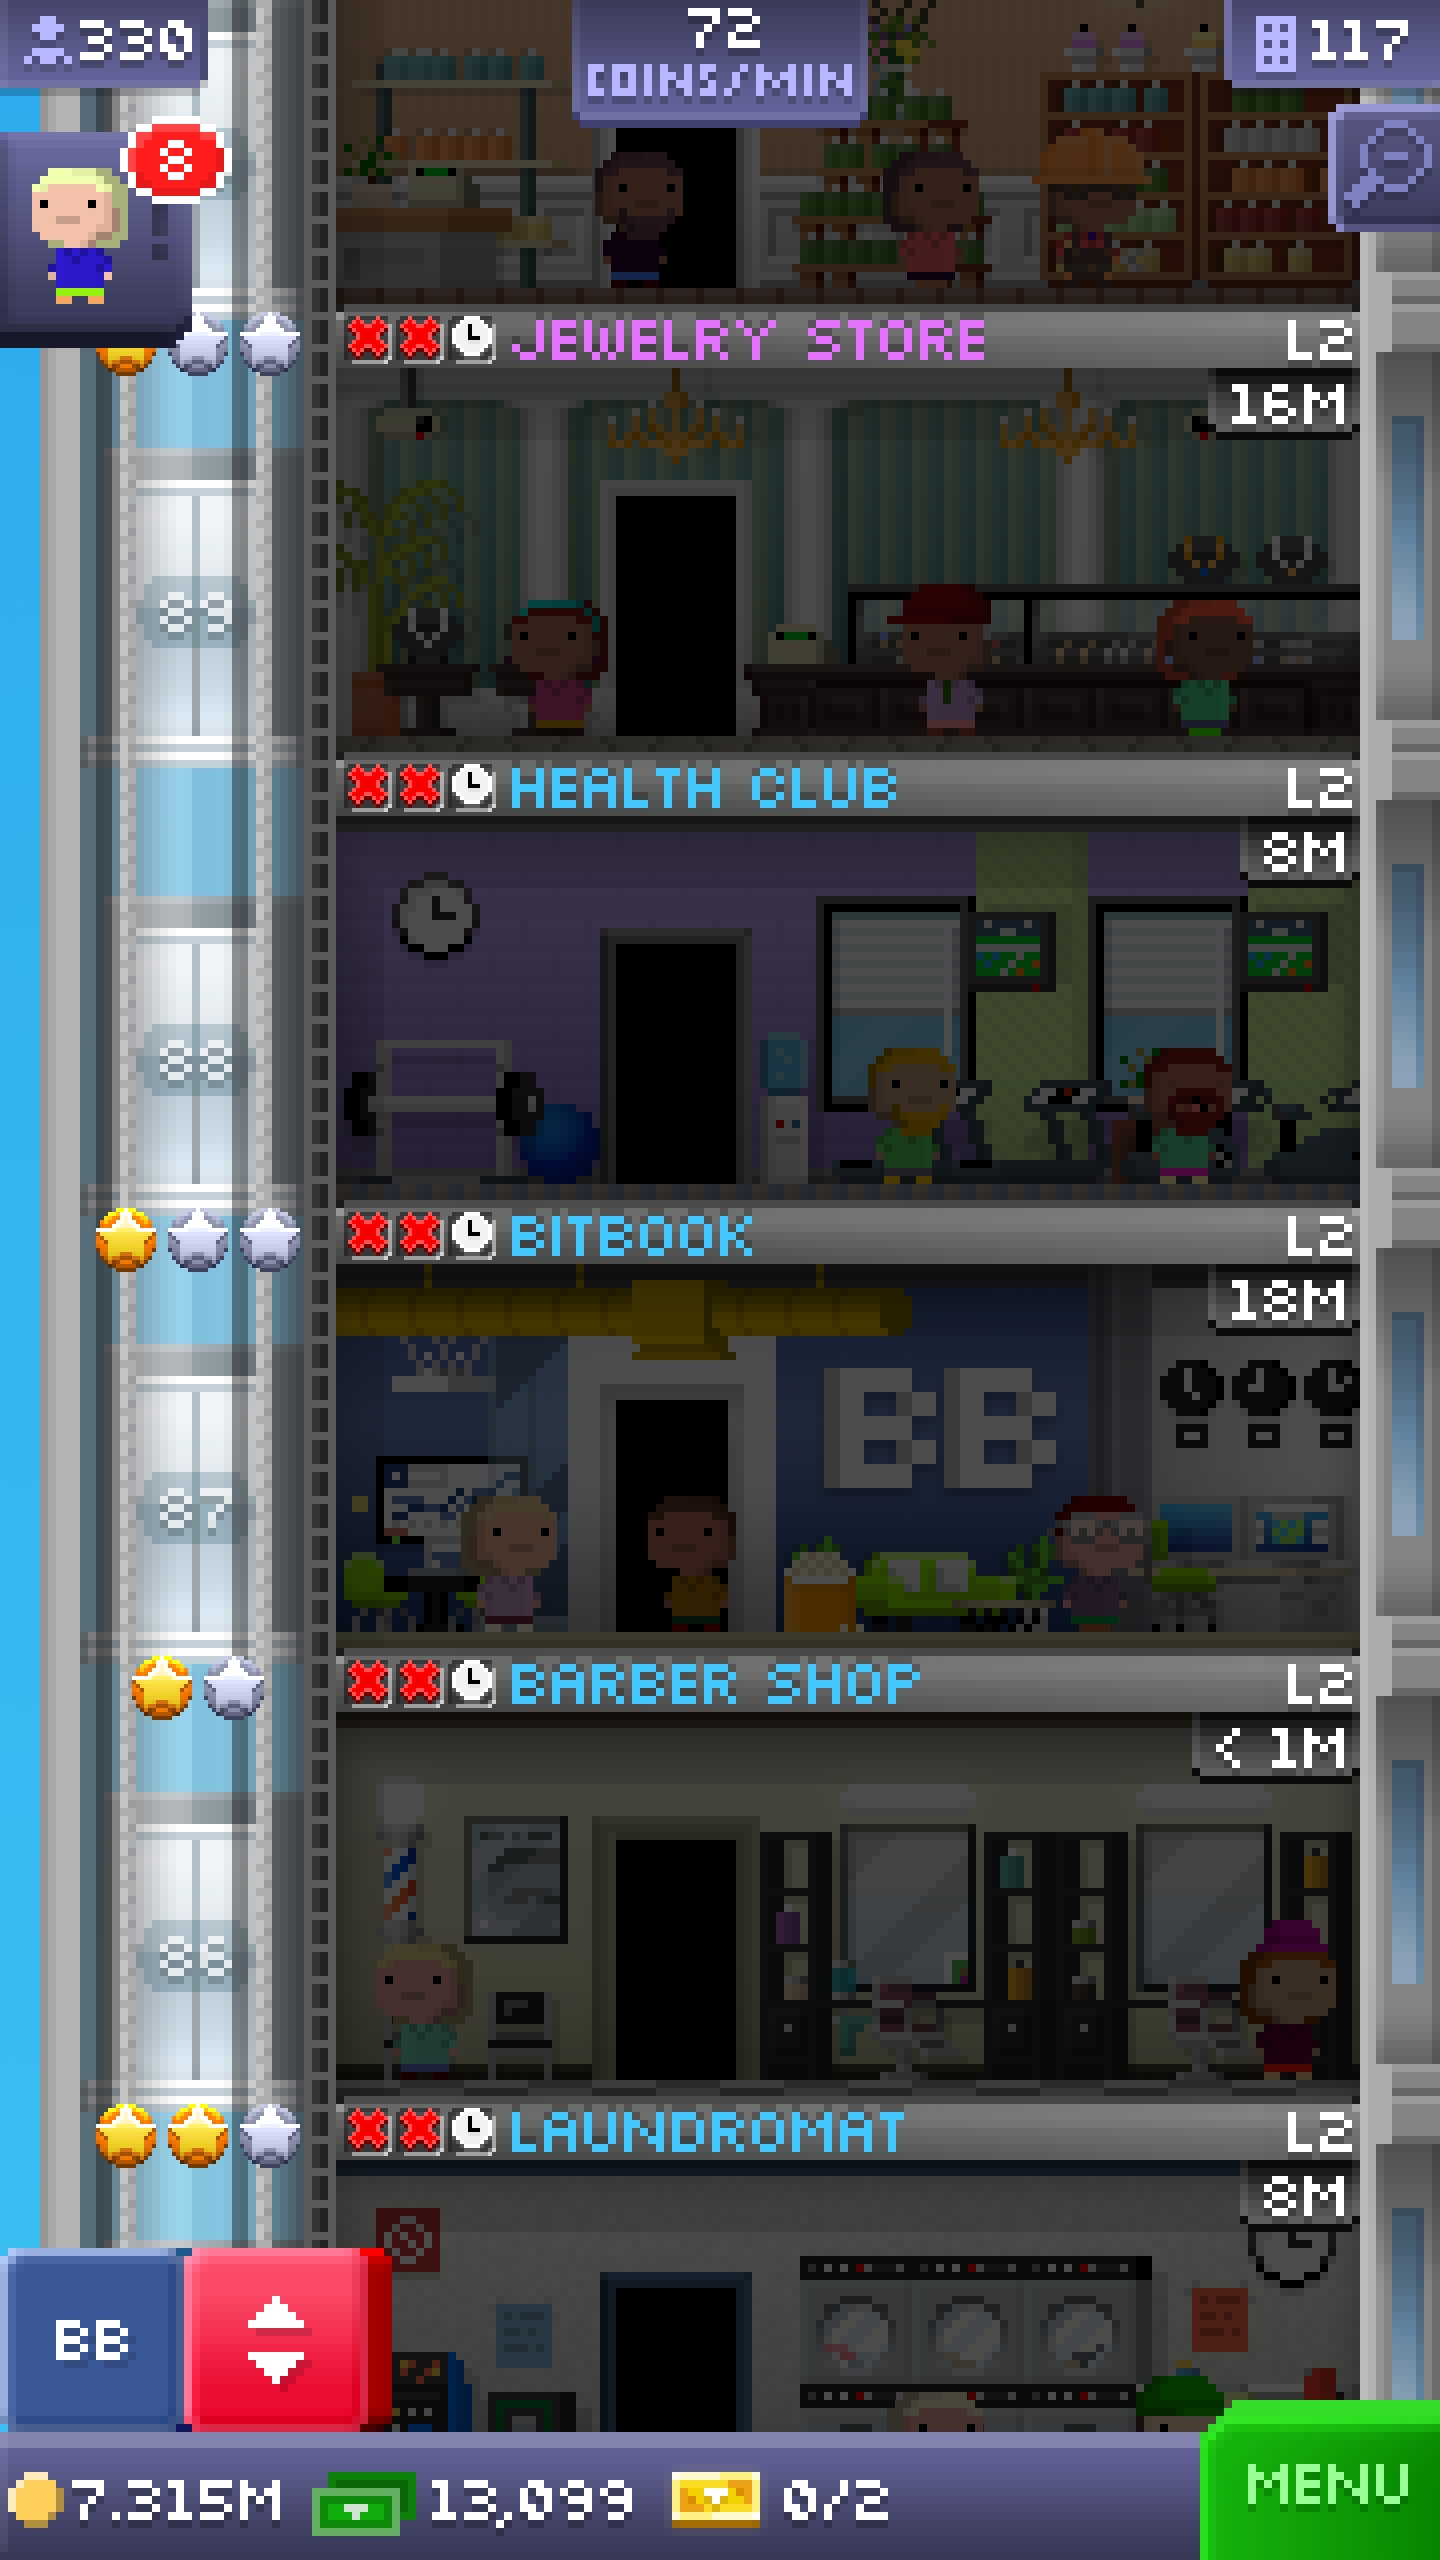 330
72
COINS/MIN
117
8
JEWELRY STORE
L2
16M
89
HEALTH CLUB
L2
8M
88
BITBOOK
L2
18M
BB
87
BARBER SHOP
L2
< 1M
86
LAUNDROMAT
L2
8M
BB
7.315M
13,099
0/2
MENU